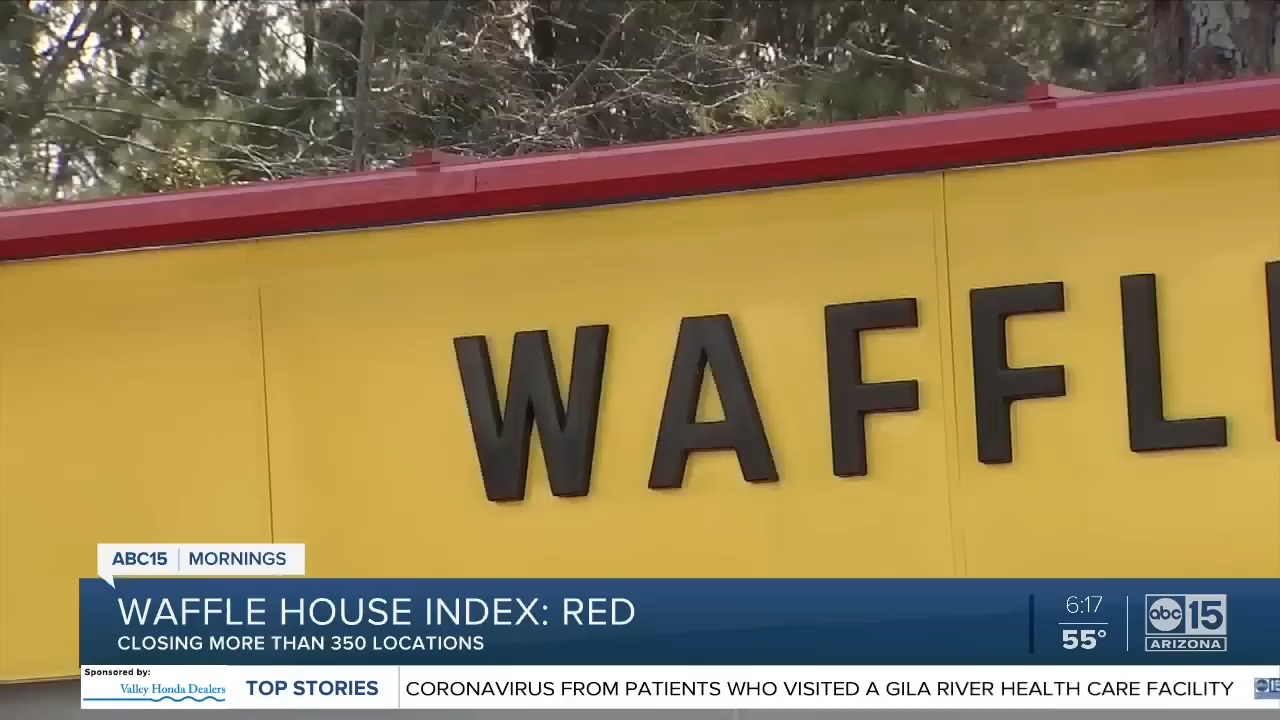 WAFFL
ABC15 | MORNINGS
WAFFLE HOUSE INDEX: RED
CLOSING MORE THAN 350 LOCATIONS
6:17
55°
abc 15
ARIZONA
Sponsored by:
Valley Honda Dealers
TOP STORIES
CORONAVIRUS FROM PATIENTS WHO VISITED A GILA RIVER HEALTH CARE FACILITY